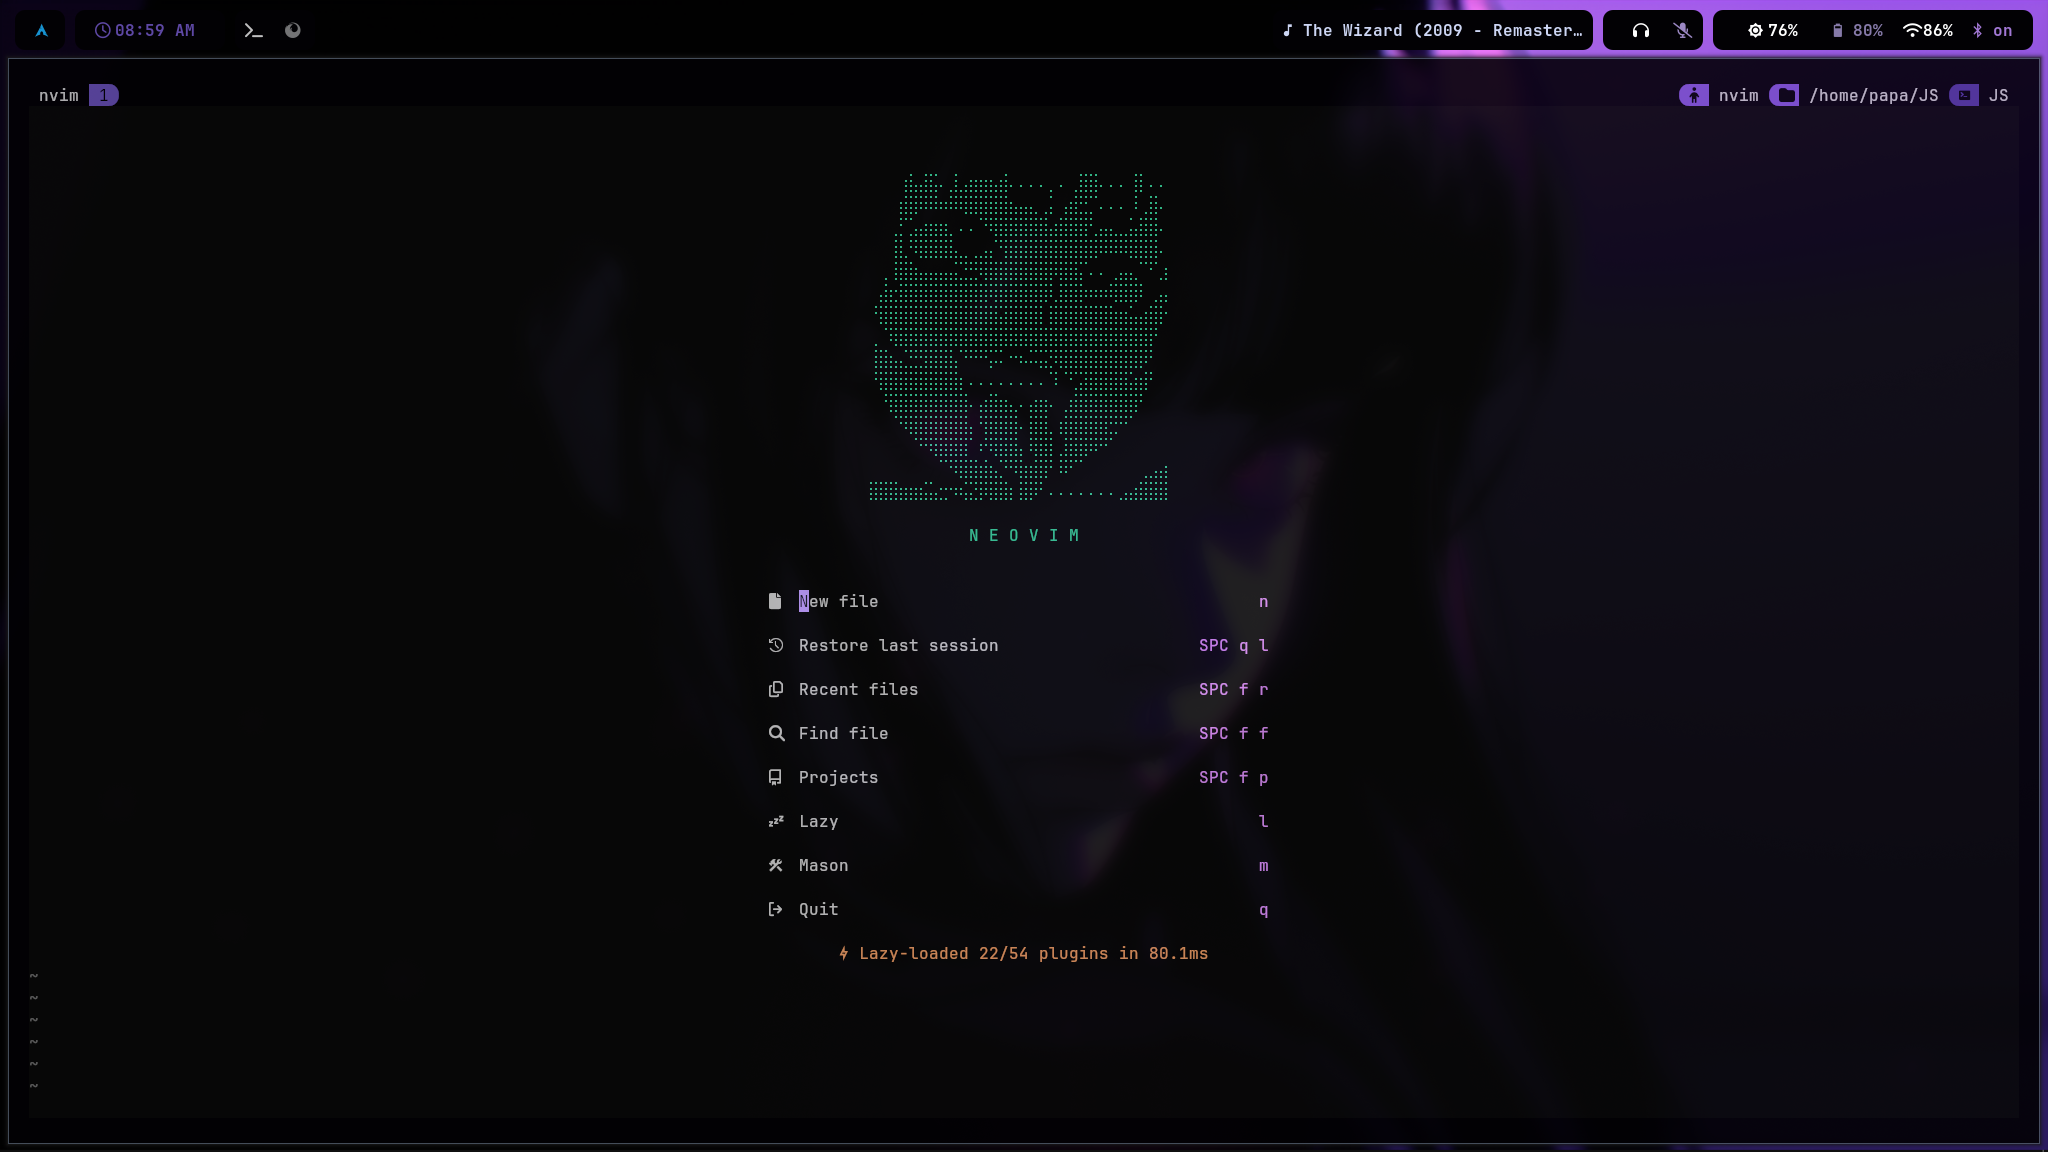 08:59 AM
The Wizard (2009 - Remaster…
76% 80% 86% on
nvim 1
nvim /home/papa/JS JS
N E O V I M
New file n
Restore last session SPC q l
Recent files SPC f r
Find file SPC f f
Projects SPC f p
Lazy l
Mason m
Quit q
Lazy-loaded 22/54 plugins in 80.1ms
~
~
~
~
~
~